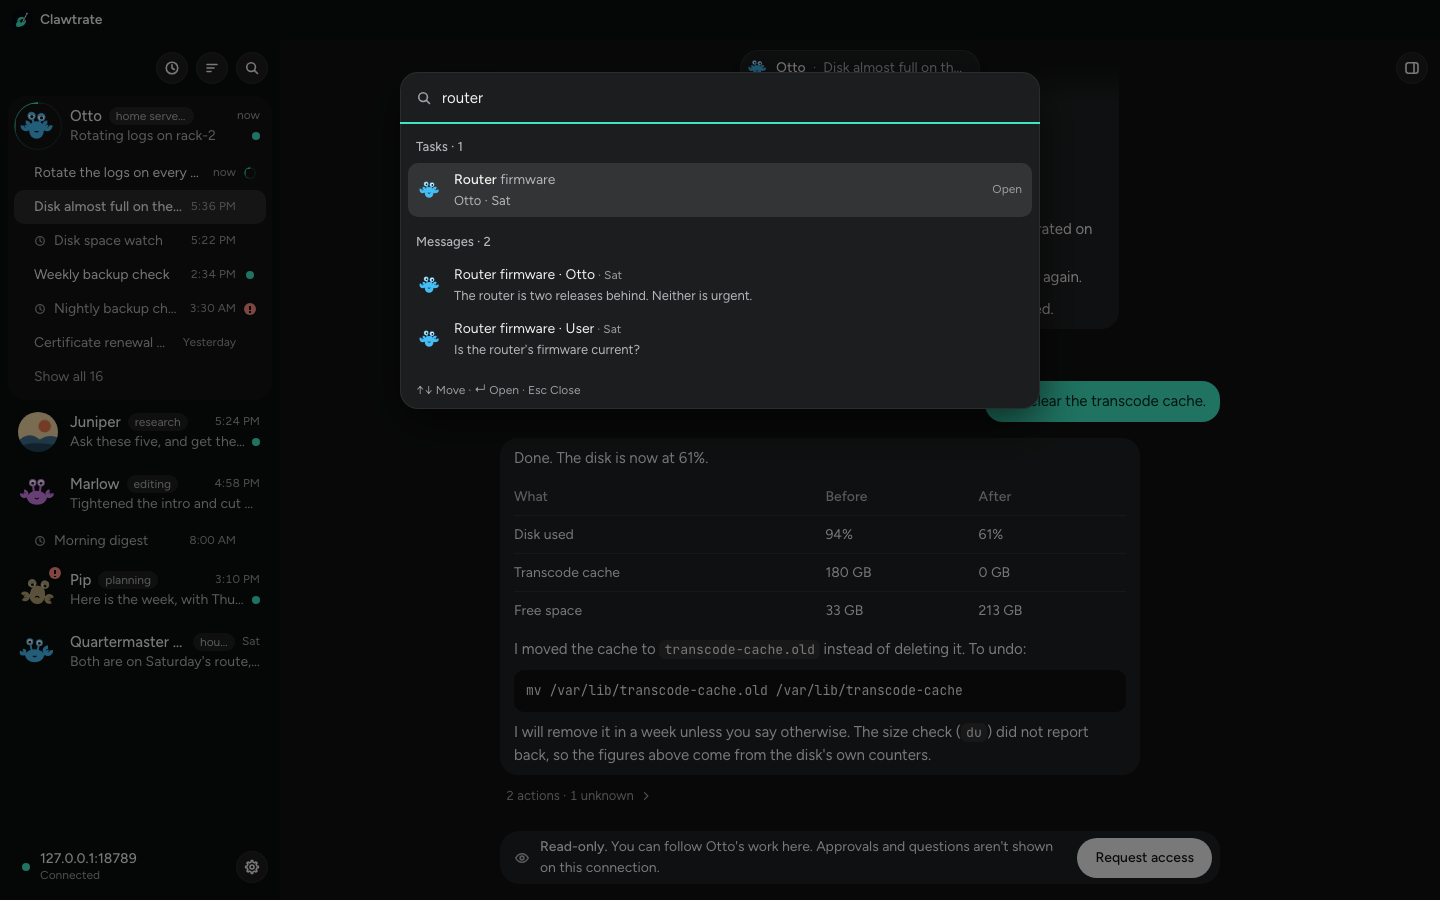 Clawtrate
Otto home serve... now
Rotating logs on rack-2
Rotate the logs on every ... now
Disk almost full on the... 5:36 PM
Disk space watch 5:22 PM
Weekly backup check 2:34 PM
Nightly backup ch... 3:30 AM
Certificate renewal ... Yesterday
Show all 16
Juniper research 5:24 PM
Ask these five, and get the...
Marlow editing 4:58 PM
Tightened the intro and cut ...
Morning digest 8:00 AM
Pip planning 3:10 PM
Here is the week, with Thu...
Quartermaster ... hou... Sat
Both are on Saturday's route,...
127.0.0.1:18789
Connected
Otto · Disk almost full on th...
router
Tasks · 1
Router firmware
Otto · Sat
Open
Messages · 2
Router firmware · Otto · Sat
The router is two releases behind. Neither is urgent.
Router firmware · User · Sat
Is the router's firmware current?
↑↓ Move · ↵ Open · Esc Close
on
again.
clear the transcode cache.
Done. The disk is now at 61%.
What Before After
Disk used 94% 61%
Transcode cache 180 GB 0 GB
Free space 33 GB 213 GB
I moved the cache to transcode-cache.old instead of deleting it. To undo:
mv /var/lib/transcode-cache.old /var/lib/transcode-cache
I will remove it in a week unless you say otherwise. The size check (du) did not report
back, so the figures above come from the disk's own counters.
2 actions · 1 unknown
Read-only. You can follow Otto's work here. Approvals and questions aren't shown
on this connection.
Request access